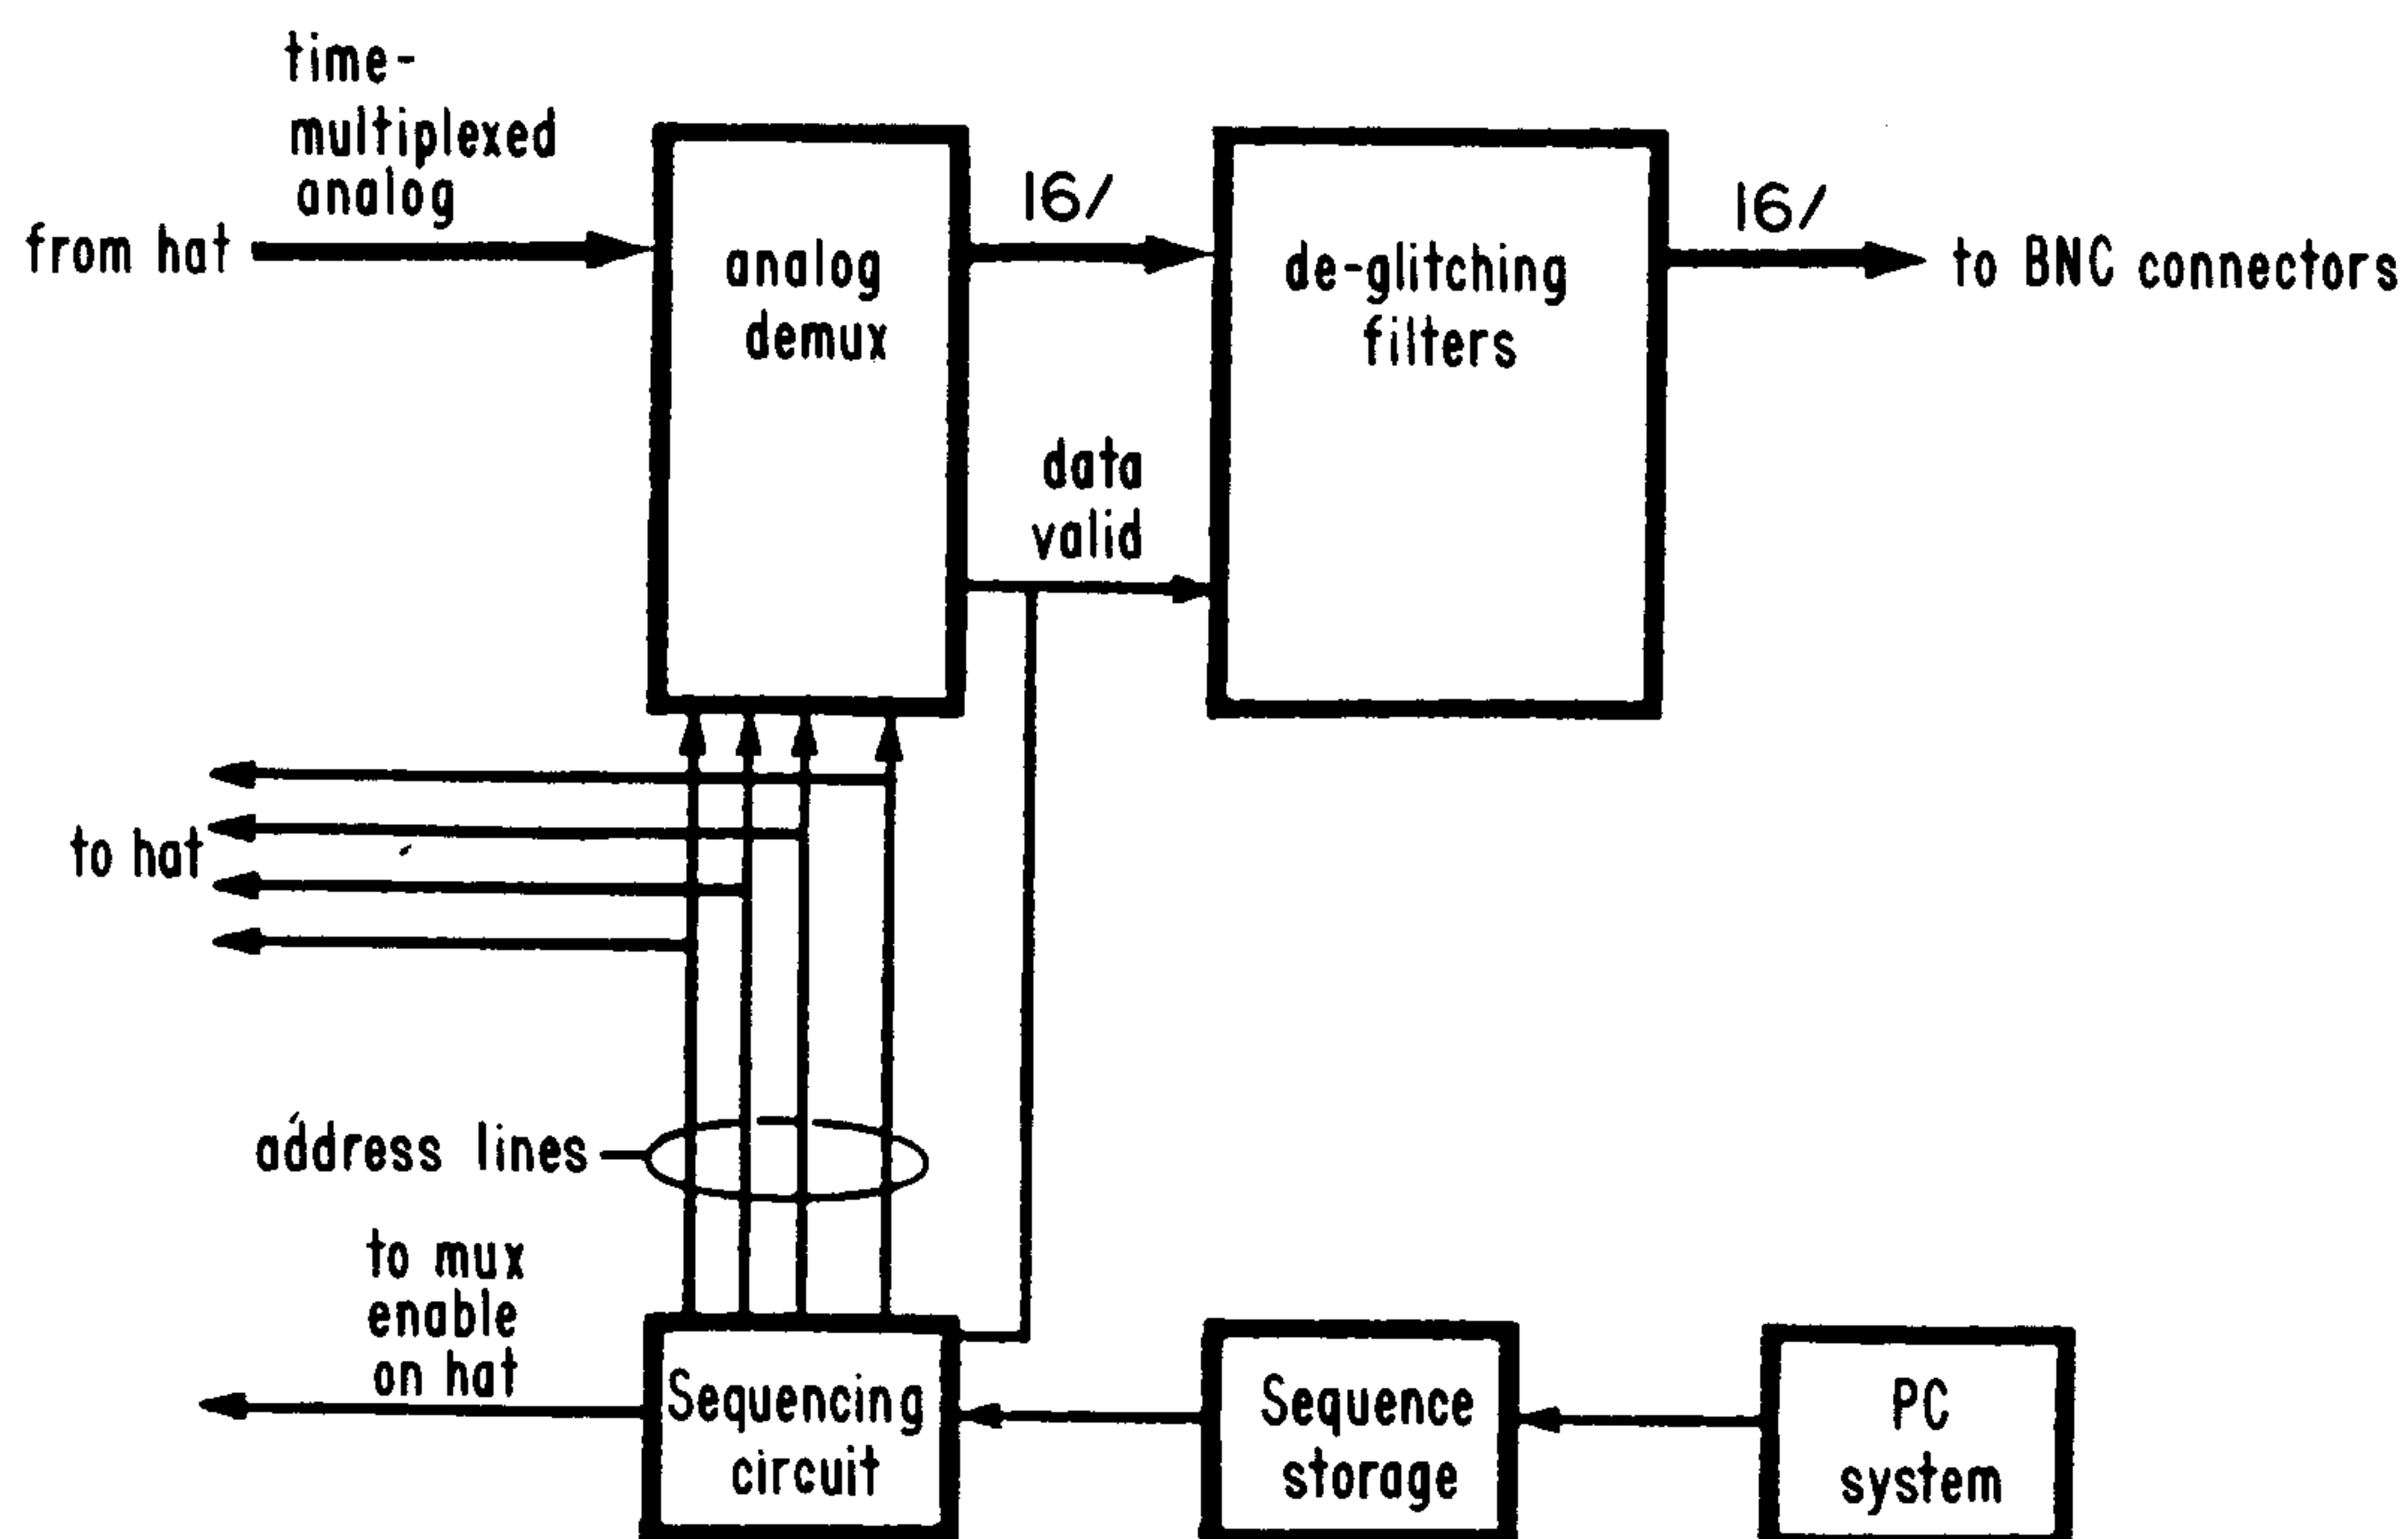 time-
multiplexed
analog
from hat
analog
demux
16/
de-glitching
filters
16/
to BNC connectors
data
valid
to hat
address lines
to mux
enable
on hat
Sequencing
circuit
Sequence
storage
PC
system